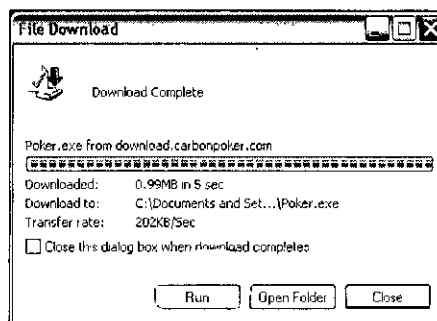 File Download
Download Complete
Poker.exe from download.carbonpoker.com
Downloaded: 0.99MB in 5 sec
Download to: C:\Documents and Set...\Poker.exe
Transfer rate: 202KB/Sec
Close this dialog box when download completes
Run Open Folder Close